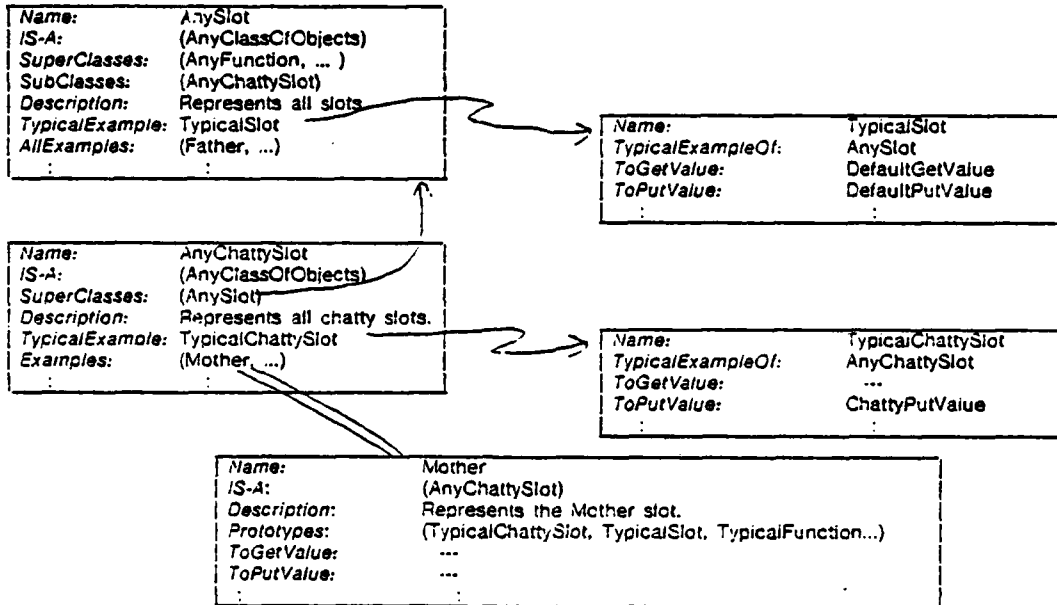 Name: AnySlot
IS-A: (AnyClassOfObjects)
SuperClasses: (AnyFunction, ... )
SubClasses: (AnyChattySlot)
Description: Represents all slots.
TypicalExample: TypicalSlot
AllExamples: (Father, ...)
: :
Name: TypicalSlot
TypicalExampleOf: AnySlot
ToGetValue: DefaultGetValue
ToPutValue: DefaultPutValue
: :
Name: AnyChattySlot
IS-A: (AnyClassOfObjects)
SuperClasses: (AnySlot)
Description: Represents all chatty slots.
TypicalExample: TypicalChattySlot
Examples: (Mother, ...)
: :
Name: TypicalChattySlot
TypicalExampleOf: AnyChattySlot
ToGetValue: ---
ToPutValue: ChattyPutValue
: :
Name: Mother
IS-A: (AnyChattySlot)
Description: Represents the Mother slot.
Prototypes: (TypicalChattySlot, TypicalSlot, TypicalFunction...)
ToGetValue: ---
ToPutValue: ---
: :